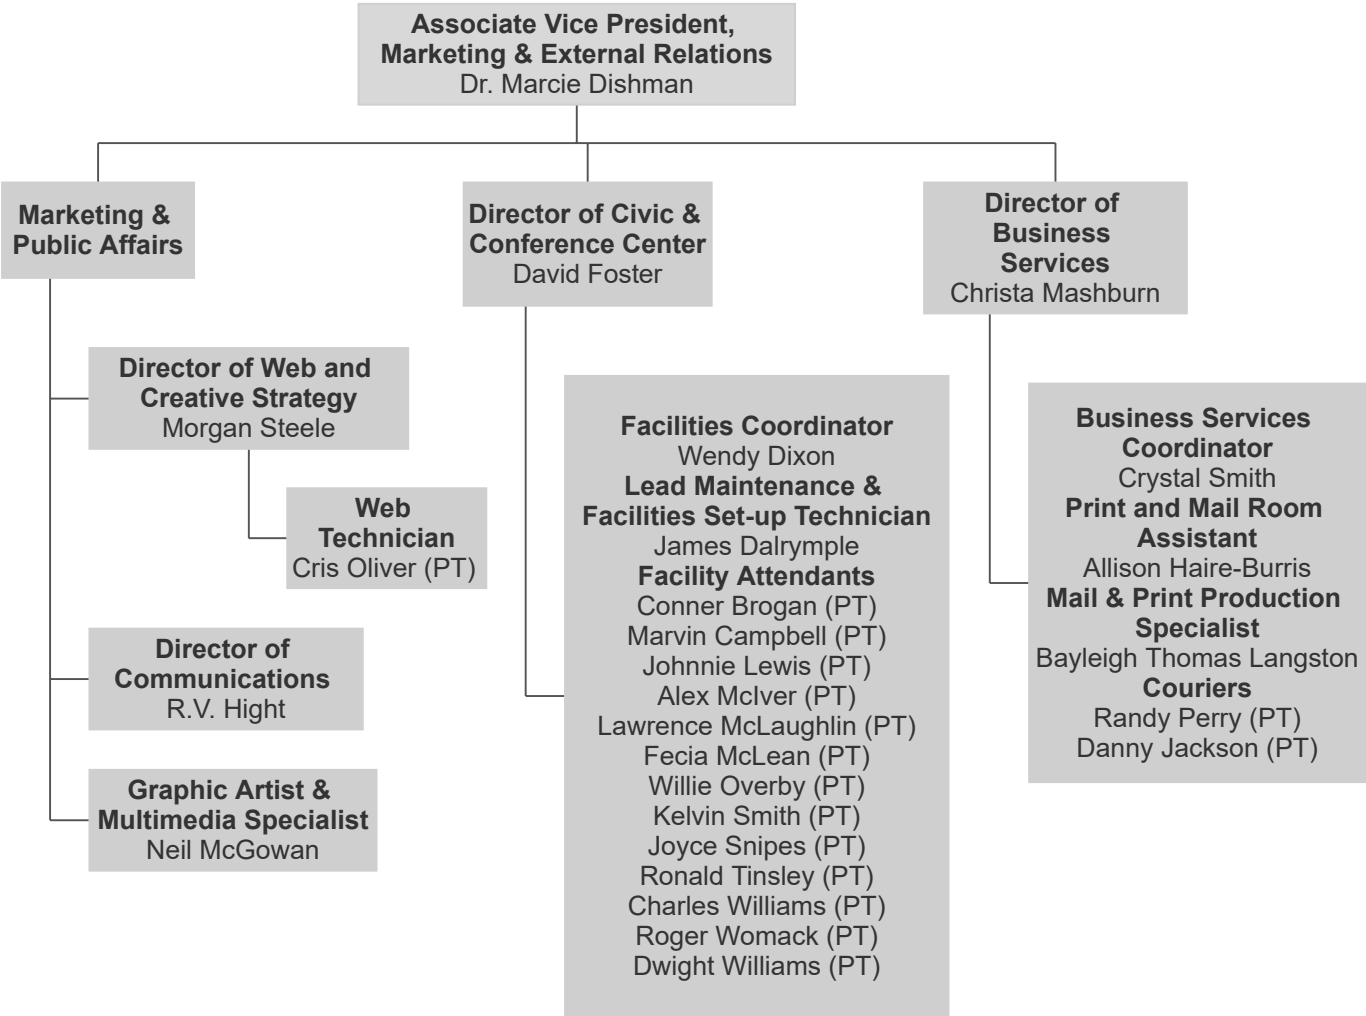 Associate Vice President,
Marketing & External Relations
Dr. Marcie Dishman
Marketing &
Public Affairs
Director of Web and
Creative Strategy
Morgan Steele
Web
Technician
Cris Oliver (PT)
Director of
Communications
R.V. Hight
Graphic Artist &
Multimedia Specialist
Neil McGowan
Director of Civic &
Conference Center
David Foster
Facilities Coordinator
Wendy Dixon
Lead Maintenance &
Facilities Set-up Technician
James Dalrymple
Facility Attendants
Conner Brogan (PT)
Marvin Campbell (PT)
Johnnie Lewis (PT)
Alex McIver (PT)
Lawrence McLaughlin (PT)
Fecia McLean (PT)
Willie Overby (PT)
Kelvin Smith (PT)
Joyce Snipes (PT)
Ronald Tinsley (PT)
Charles Williams (PT)
Roger Womack (PT)
Dwight Williams (PT)
Director of
Business
Services
Christa Mashburn
Business Services
Coordinator
Crystal Smith
Print and Mail Room
Assistant
Allison Haire-Burris
Mail & Print Production
Specialist
Bayleigh Thomas Langston
Couriers
Randy Perry (PT)
Danny Jackson (PT)